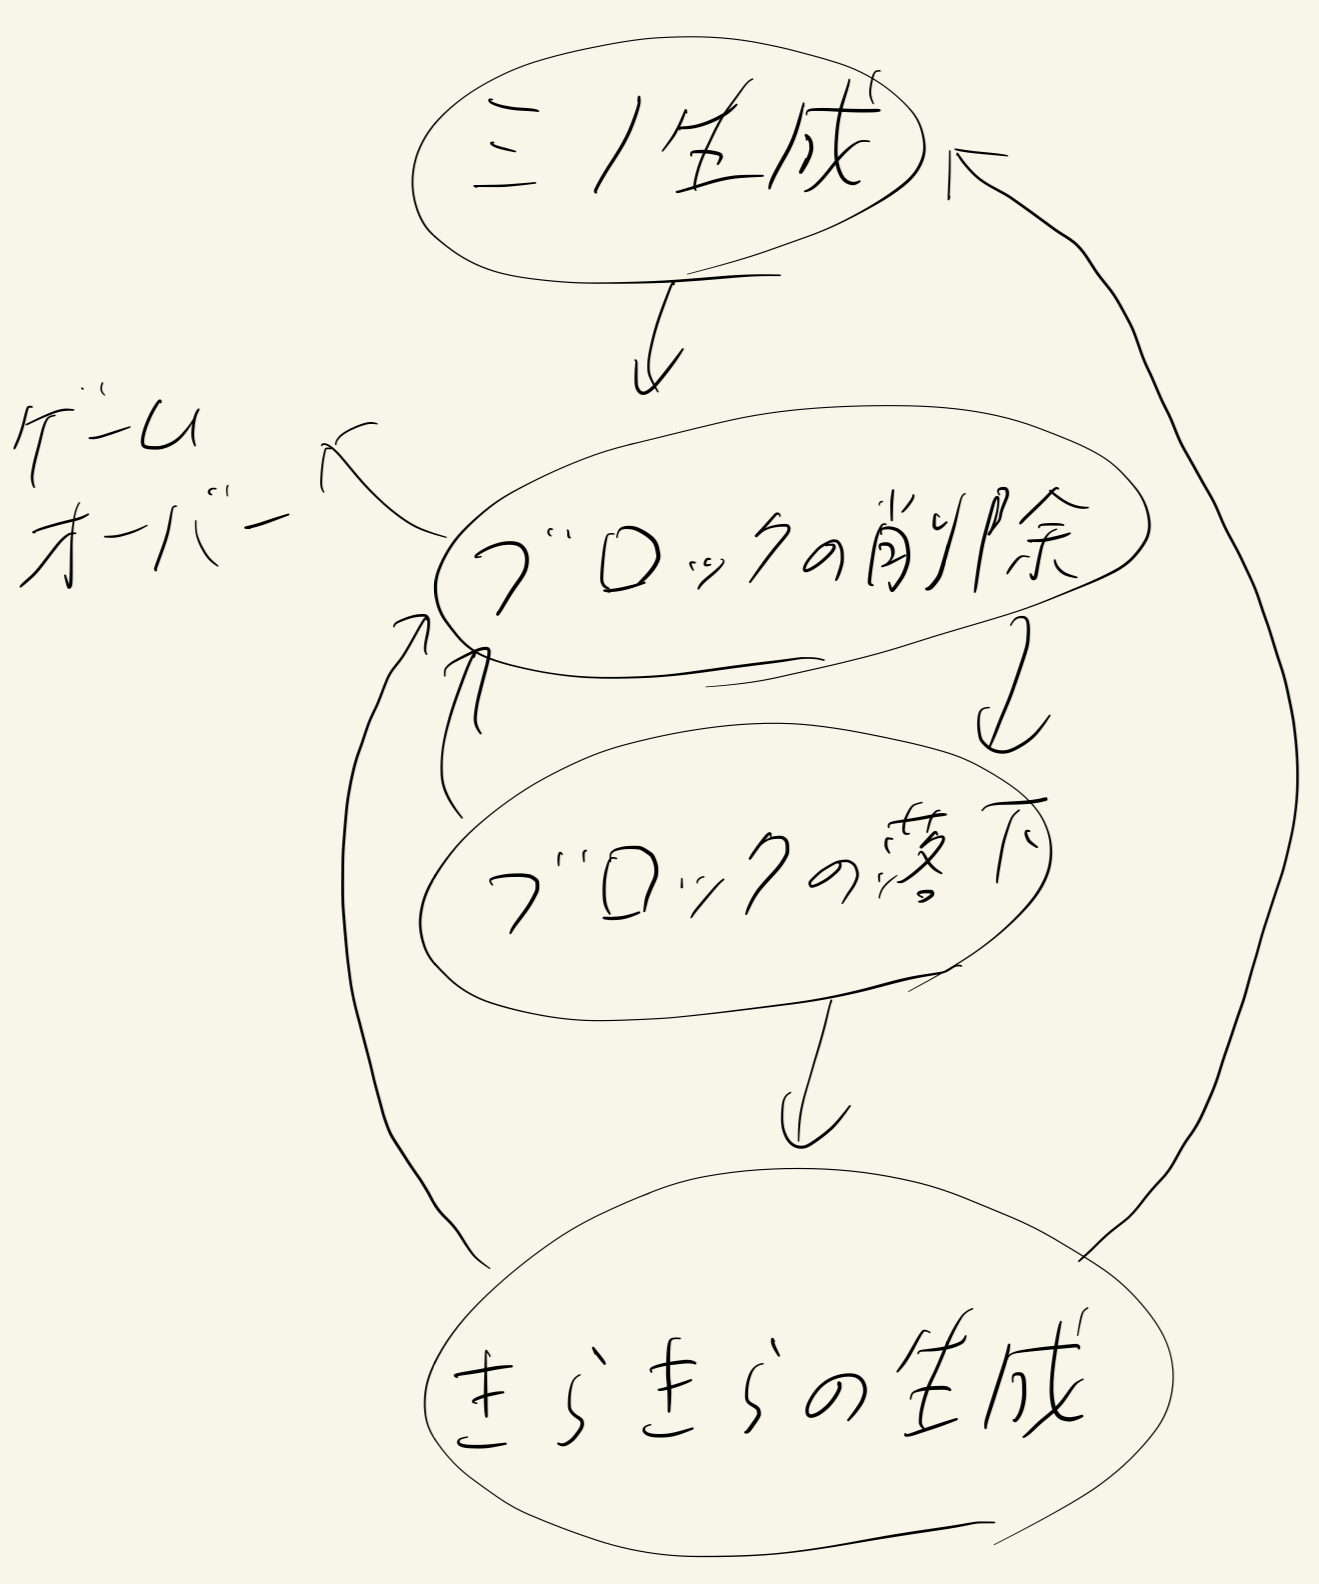 ミノ生成
ゲーム
オーバー
ブロックの削除
ブロックの落下
きらきらの生成